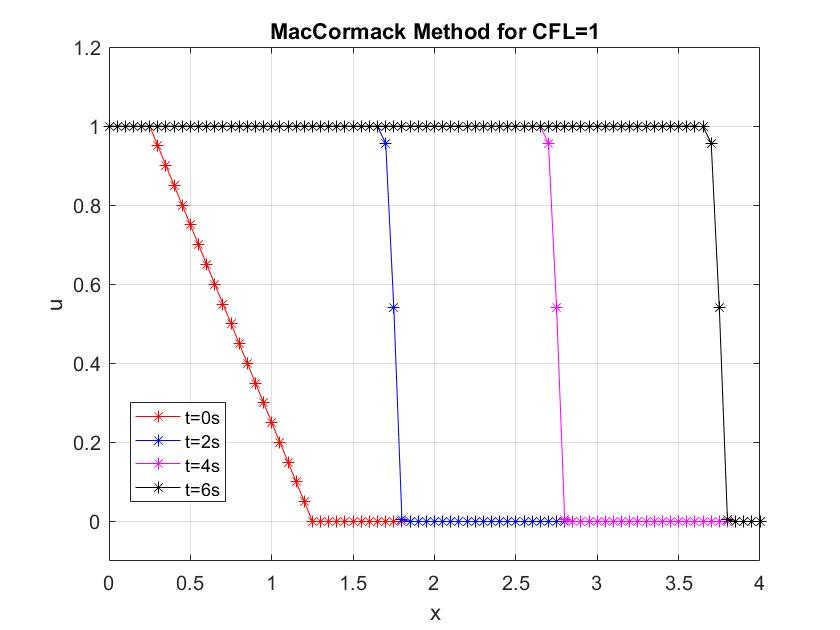 MacCormack Method for CFL=1
1.2
1
0.8
0.6
0.4
0.2
0
u
t=0s
t=2s
t=4s
t=6s
0 0.5 1 1.5 2 2.5 3 3.5 4
x